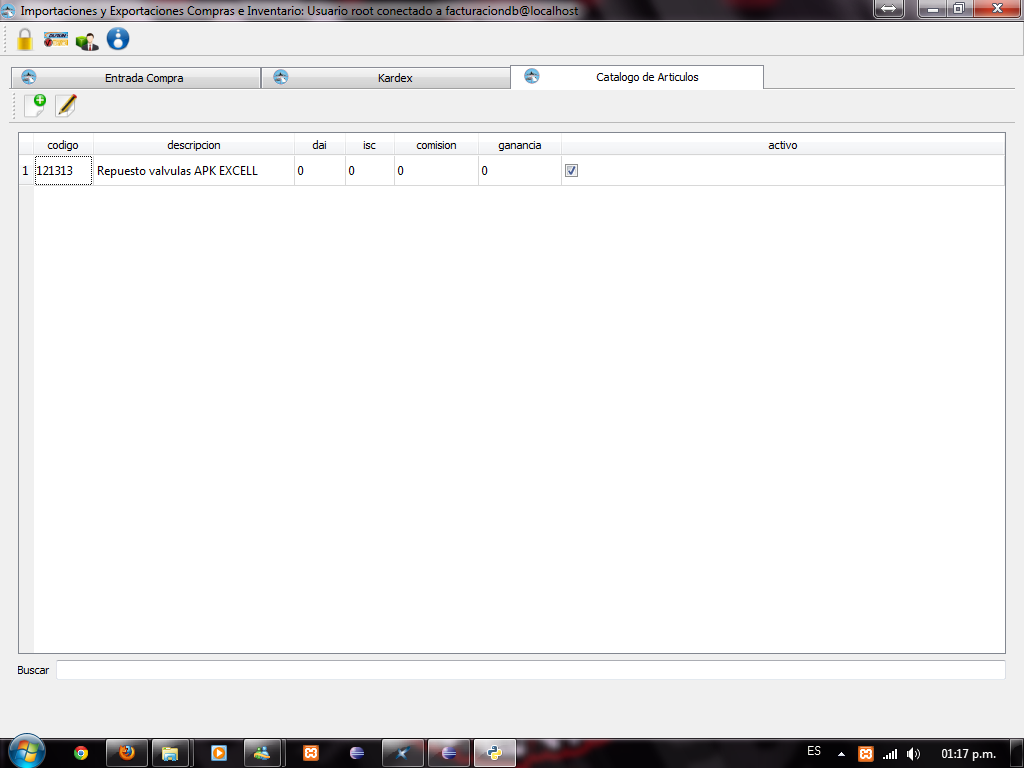 Importaciones y Exportaciones Compras e Inventario: Usuario root conectado a facturaciondb@localhost
Entrada Compra Kardex Catalogo de Articulos
codigo descripcion dai isc comision ganancia activo
1 121313 Repuesto valvulas APK EXCELL 0 0 0 0
Buscar
ES 01:17 p.m.